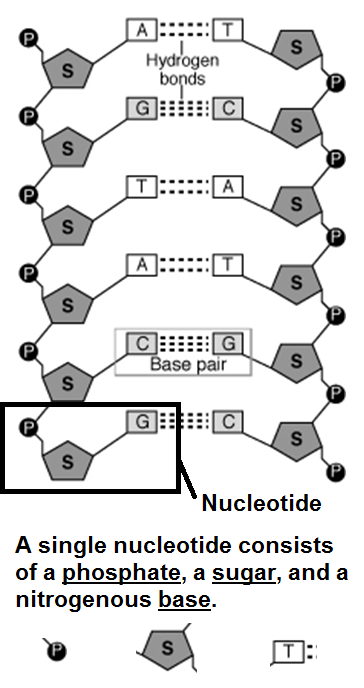 P A T
S S
Hydrogen
bonds
P P
G C
S S
P P
T A
S S
P P
A T
S S
P P
C G
Base pair
S S
P P
G C
S S
P
Nucleotide
A single nucleotide consists
of a phosphate, a sugar, and a
nitrogenous base.
P S T